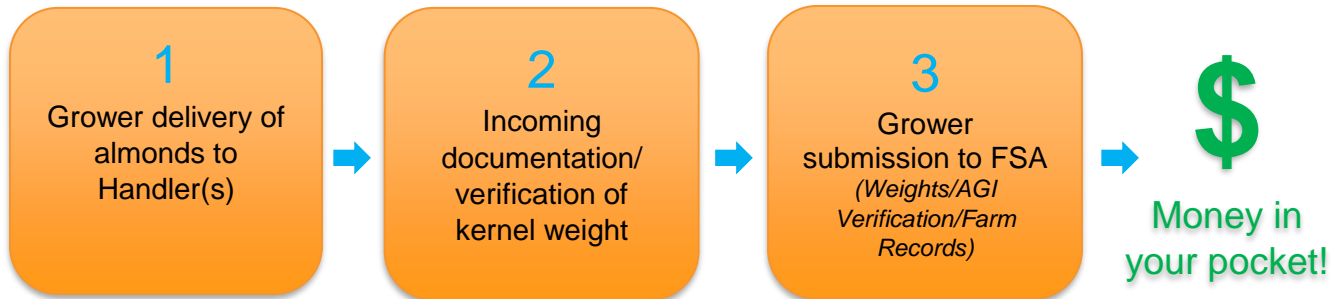 1
Grower delivery of
almonds to
Handler(s)
2
Incoming
documentation/
verification of
kernel weight
3
Grower
submission to FSA
(Weights/AGI
Verification/Farm
Records)
$
Money in
your pocket!